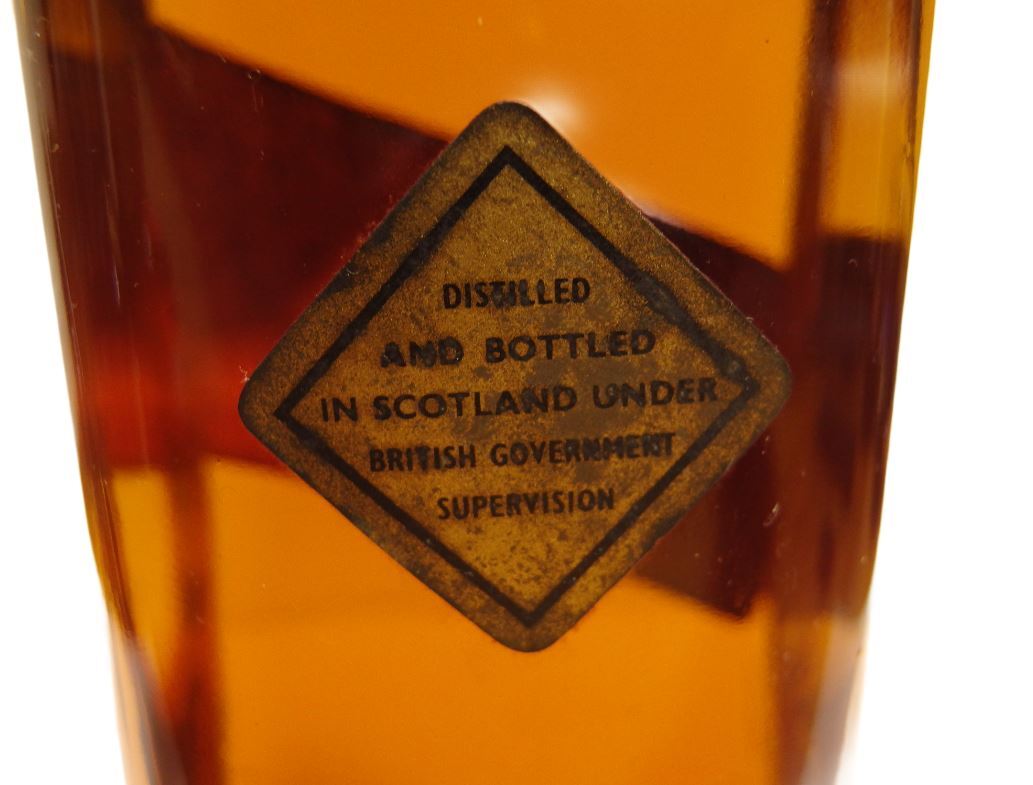 DISTILLED
AND BOTTLED
IN SCOTLAND UNDER
BRITISH GOVERNMENT
SUPERVISION